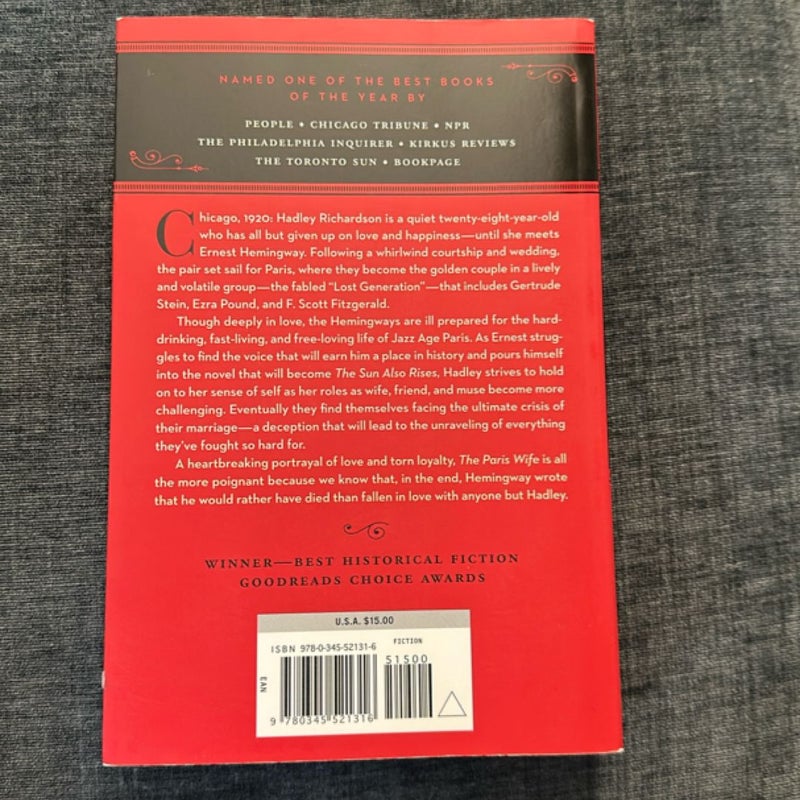 NAMED ONE OF THE BEST BOOKS
OF THE YEAR BY
PEOPLE • CHICAGO TRIBUNE • NPR
THE PHILADELPHIA INQUIRER • KIRKUS REVIEWS
THE TORONTO SUN • BOOKPAGE
Chicago, 1920: Hadley Richardson is a quiet twenty-eight-year-old
who has all but given up on love and happiness—until she meets
Ernest Hemingway. Following a whirlwind courtship and wedding,
the pair set sail for Paris, where they become the golden couple in a lively
and volatile group—the fabled “Lost Generation”—that includes Gertrude
Stein, Ezra Pound, and F. Scott Fitzgerald.
Though deeply in love, the Hemingways are ill prepared for the hard-
drinking, fast-living, and free-loving life of Jazz Age Paris. As Ernest strug-
gles to find the voice that will earn him a place in history and pours himself
into the novel that will become The Sun Also Rises, Hadley strives to hold
on to her sense of self as her roles as wife, friend, and muse become more
challenging. Eventually they find themselves facing the ultimate crisis of
their marriage—a deception that will lead to the unraveling of everything
they’ve fought so hard for.
A heartbreaking portrayal of love and torn loyalty, The Paris Wife is all
the more poignant because we know that, in the end, Hemingway wrote
that he would rather have died than fallen in love with anyone but Hadley.
WINNER—BEST HISTORICAL FICTION
GOODREADS CHOICE AWARDS
U.S.A. $15.00
FICTION
ISBN 978-0-345-52131-6
51500
EAN
9 780345 521316